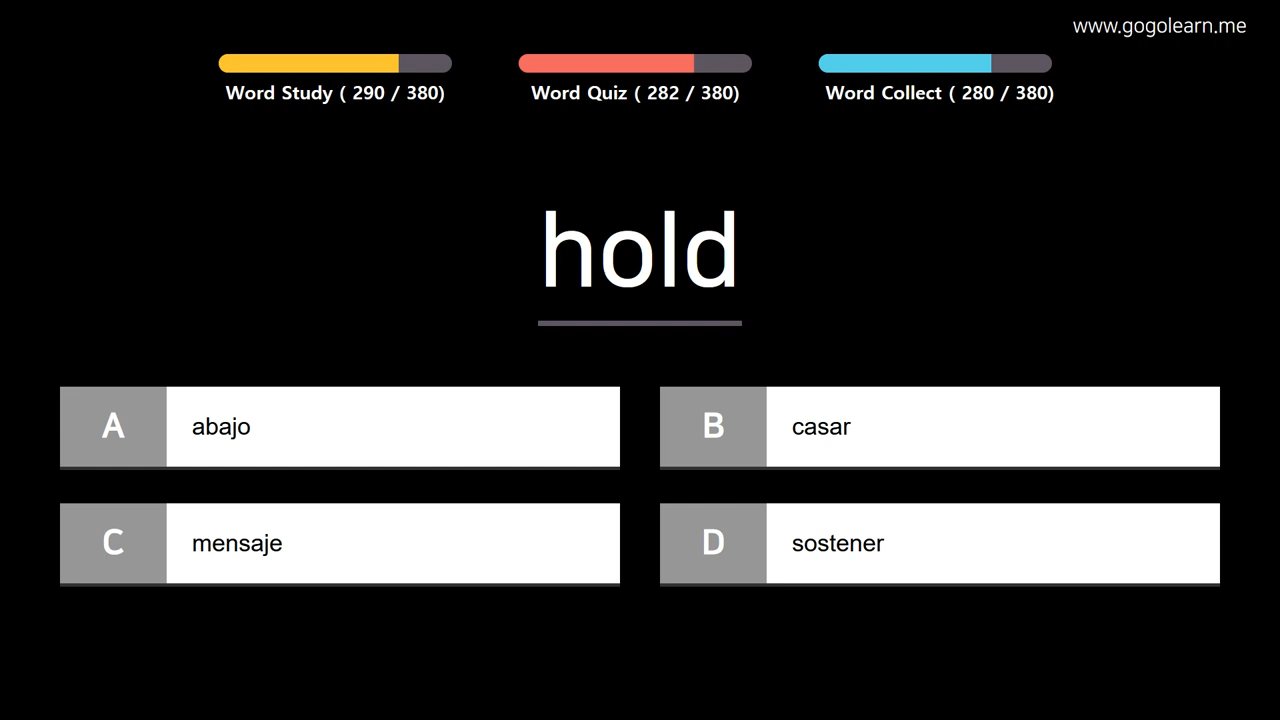 www.gogolearn.me
Word Study ( 290 / 380)
Word Quiz ( 282 / 380)
Word Collect ( 280 / 380)
hold
A abajo
B casar
C mensaje
D sostener